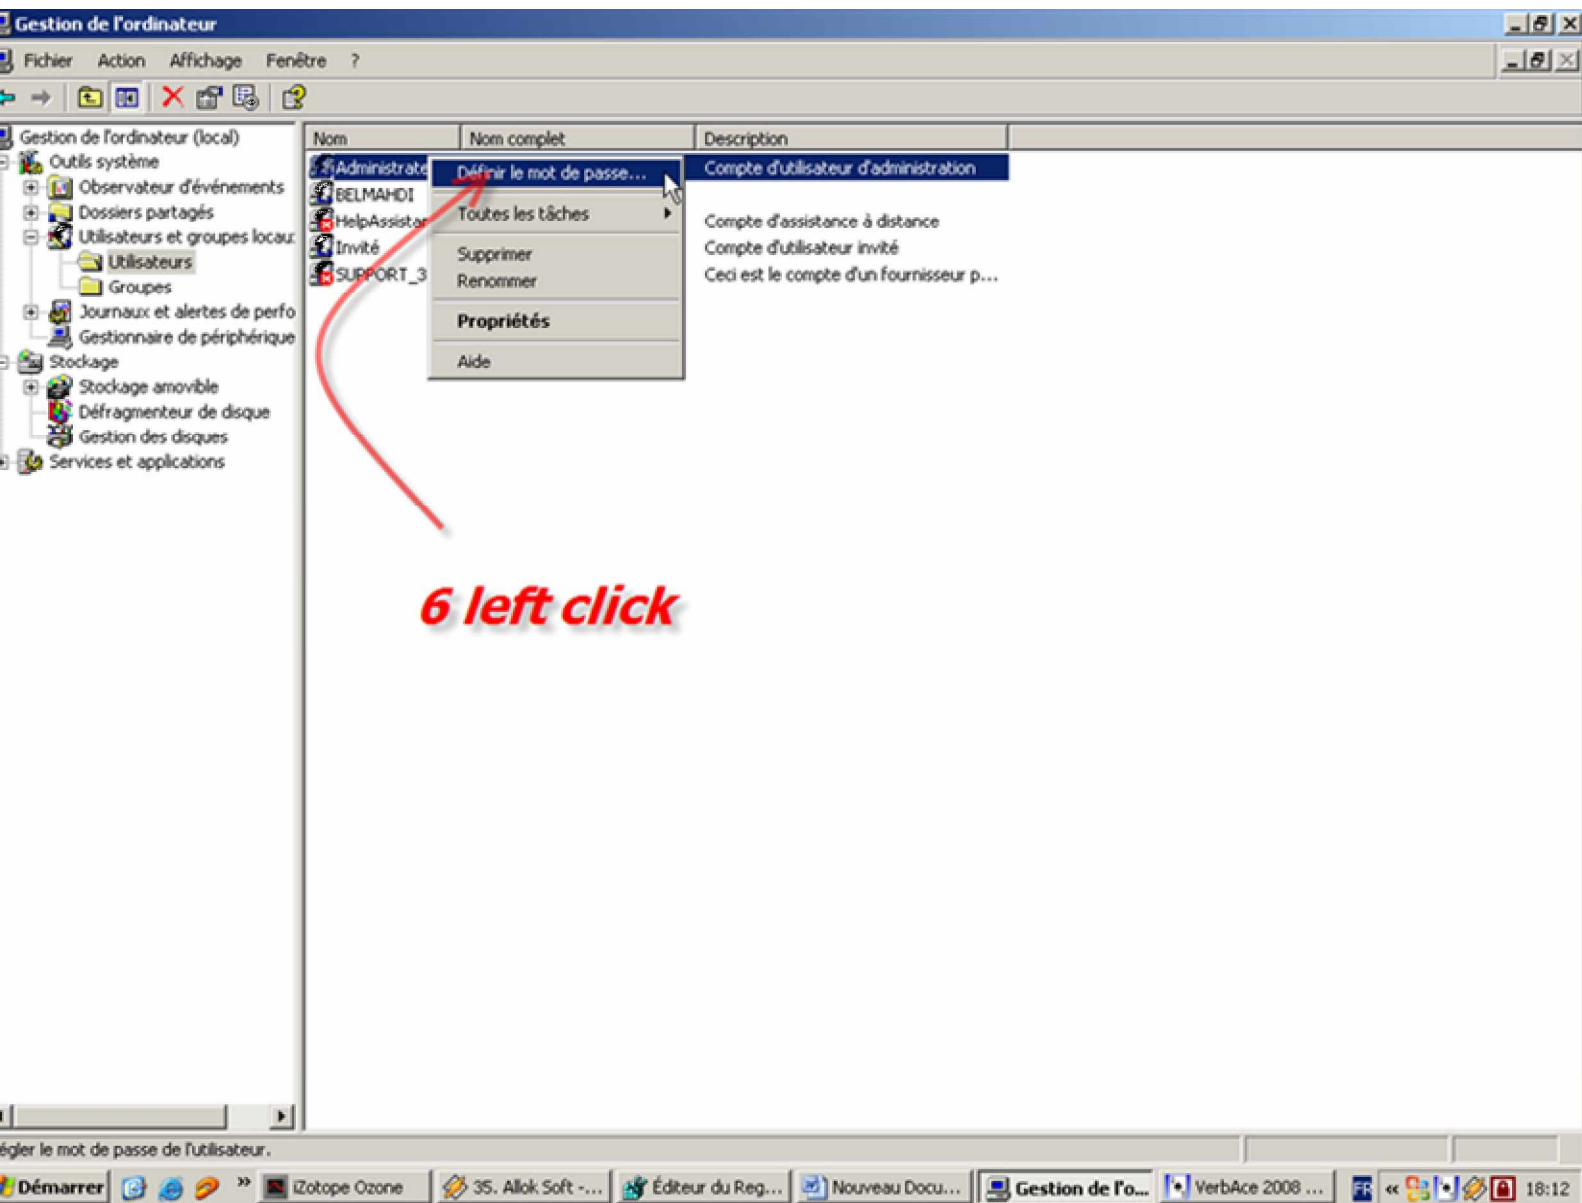 Gestion de l'ordinateur
Fichier Action Affichage Fenêtre ?
Gestion de l'ordinateur (local)
Outils système
Observateur d'événements
Dossiers partagés
Utilisateurs et groupes locau
Utilisateurs
Groupes
Journaux et alertes de perfo
Gestionnaire de périphérique
Stockage
Stockage amovible
Défragmenteur de disque
Gestion des disques
Services et applications
Nom Nom complet Description
Administrate Compte d'utilisateur d'administration
BELMAHDI
HelpAssistar Compte d'assistance à distance
Invité Compte d'utilisateur invité
SUPPORT_3 Ceci est le compte d'un fournisseur p...
Définir le mot de passe...
Toutes les tâches
Supprimer
Renommer
Propriétés
Aide
6 left click
égler le mot de passe de l'utilisateur.
Démarrer » iZotope Ozone 35. Allok Soft -... Éditeur du Reg... Nouveau Docu... Gestion de l'o... VerbAce 2008 ... FR « 18:12